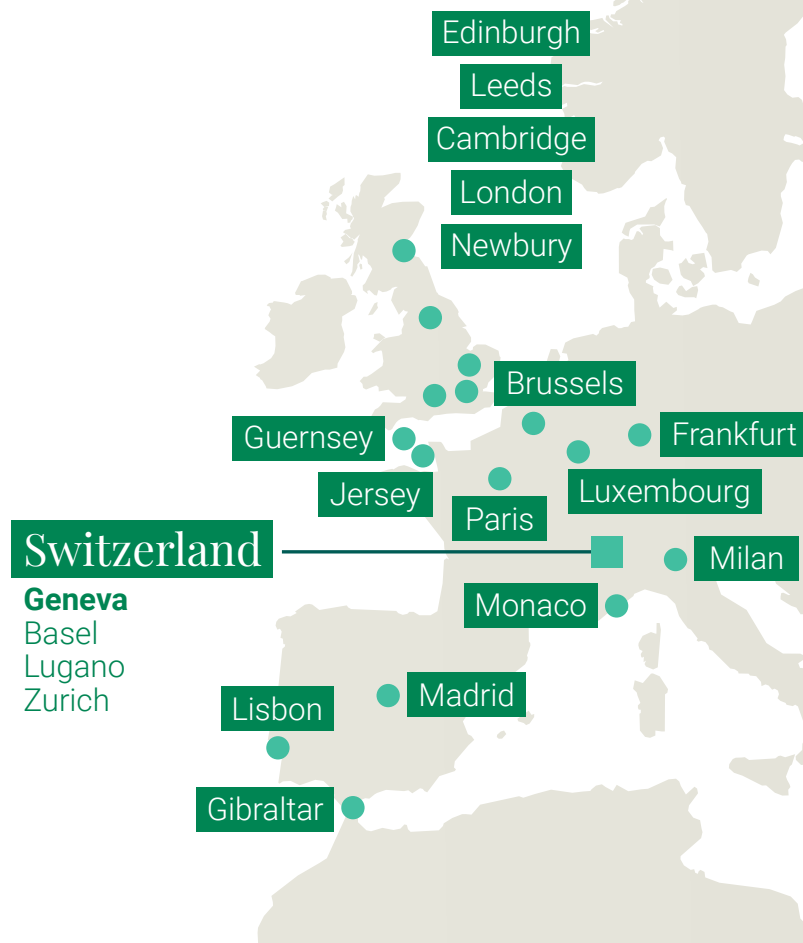 Edinburgh
Leeds
Cambridge
London
Newbury
Brussels
Guernsey
Frankfurt
Jersey
Luxembourg
Paris
Switzerland
Geneva
Basel
Lugano
Zurich
Milan
Monaco
Madrid
Lisbon
Gibraltar